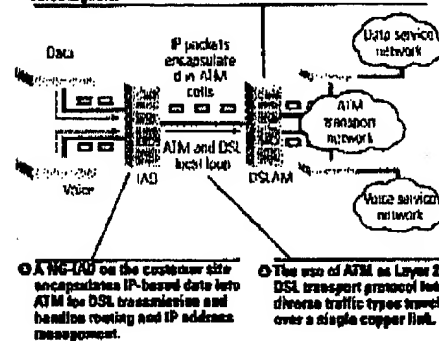 Data
IP packets
encapsulate
d in ATM
cells
Data service
network
ATM
transport
network
ATM and DSL
local loop
IAD
DSLAM
Voice
Voice service
network
A NG-IAD on the customer site
encapsulates IP-based data into
ATM for DSL transmission and
handles routing and IP address
management.
The use of ATM as Layer 2
DSL transport protocol lets
diverse traffic types travel
over a single copper link.